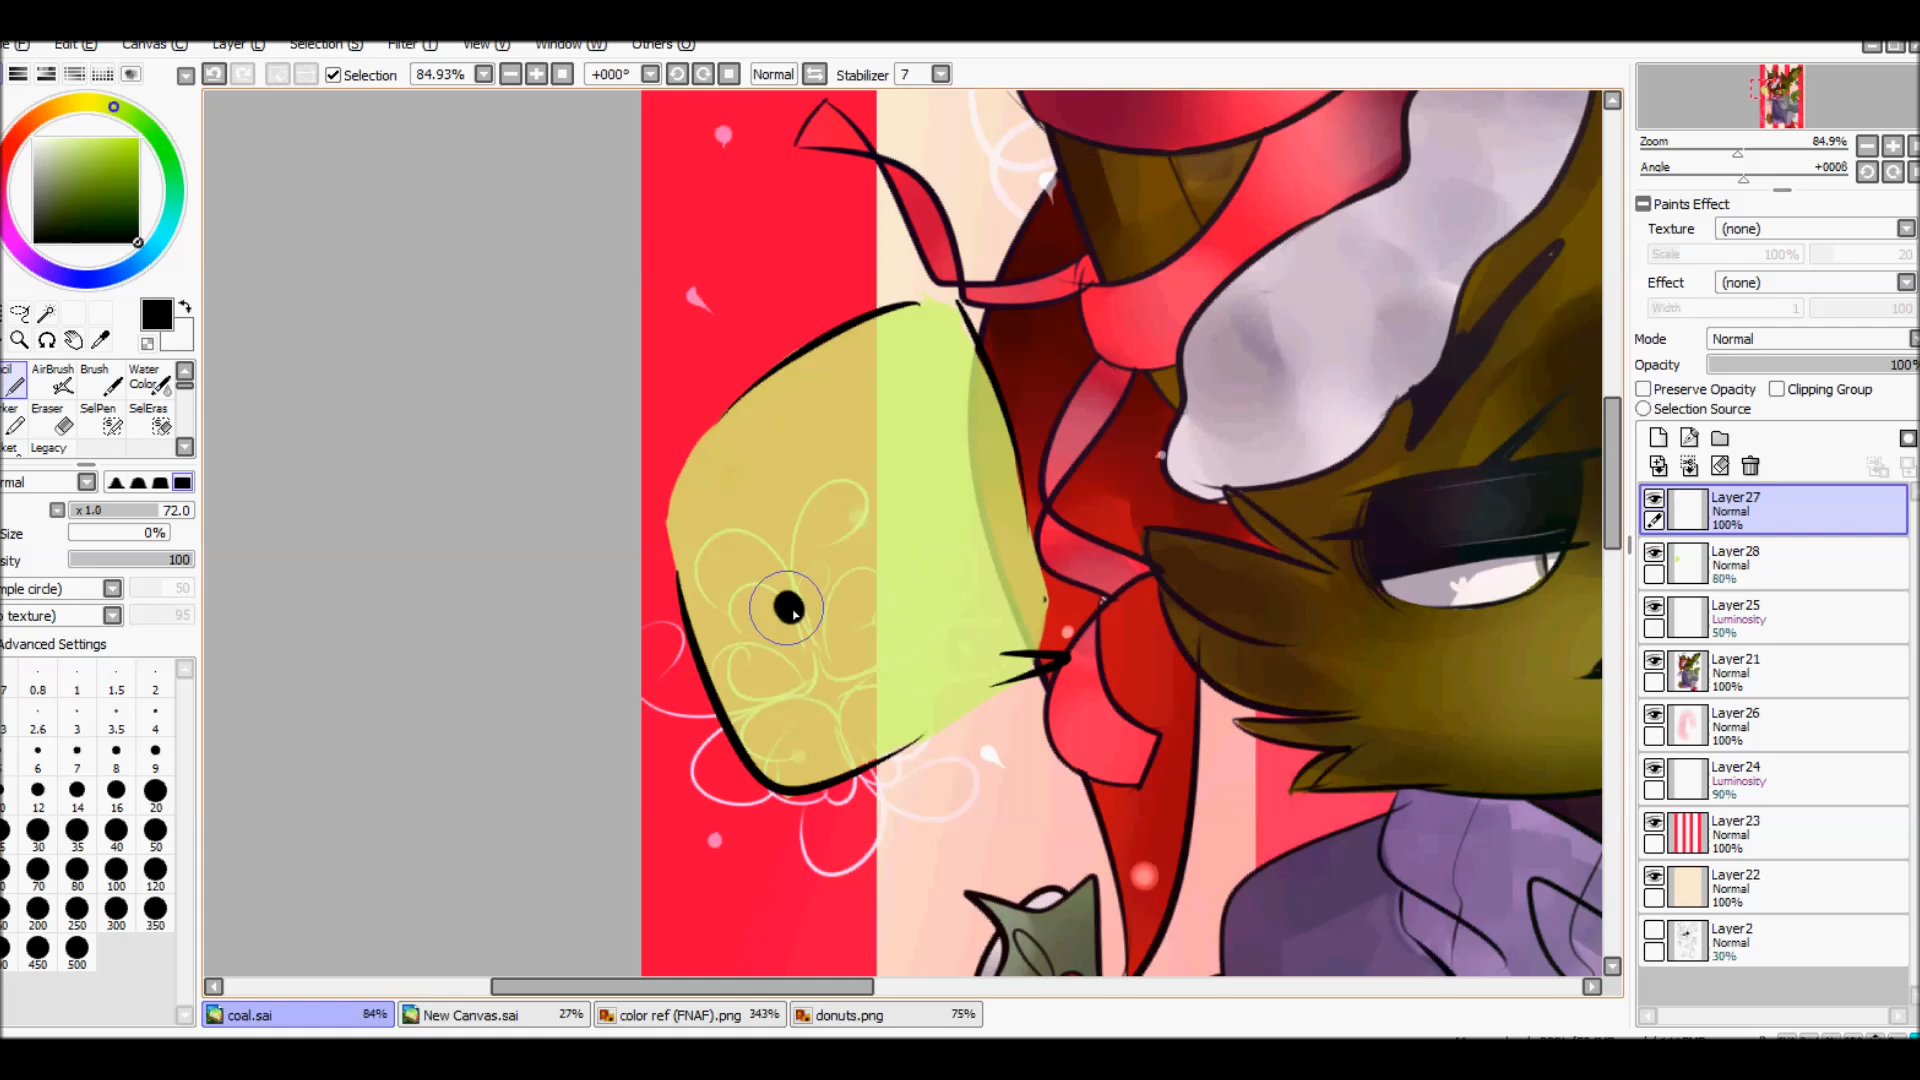 Edit (E) Canvas (C) Layer (L) Selection (S) Filter (T) View (V) Window (W) Others (O)
Selection 84.93% +000° Normal Stabilizer 7
Zoom 84.9%
Angle +000ß
Paints Effect
Texture (none)
Scale 100% 20
Effect (none)
Width 1 100
Mode Normal
Opacity 100%
Preserve Opacity Clipping Group
Selection Source
AirBrush Brush Water Color
Eraser SelPen SelEras
Legacy
x 1.0 72.0
Size 0%
100
50
95
Advanced Settings
0.8 1 1.5 2
2.6 3 3.5 4
6 7 8 9
12 14 16 20
30 35 40 50
70 80 100 120
200 250 300 350
450 500
Layer27
Normal
100%
Layer28
Normal
80%
Layer25
Luminosity
50%
Layer21
Normal
100%
Layer26
Normal
100%
Layer24
Luminosity
90%
Layer23
Normal
100%
Layer22
Normal
100%
Layer2
Normal
30%
coal.sai 84% New Canvas.sai 27% color ref (FNAF).png 343% donuts.png 75%